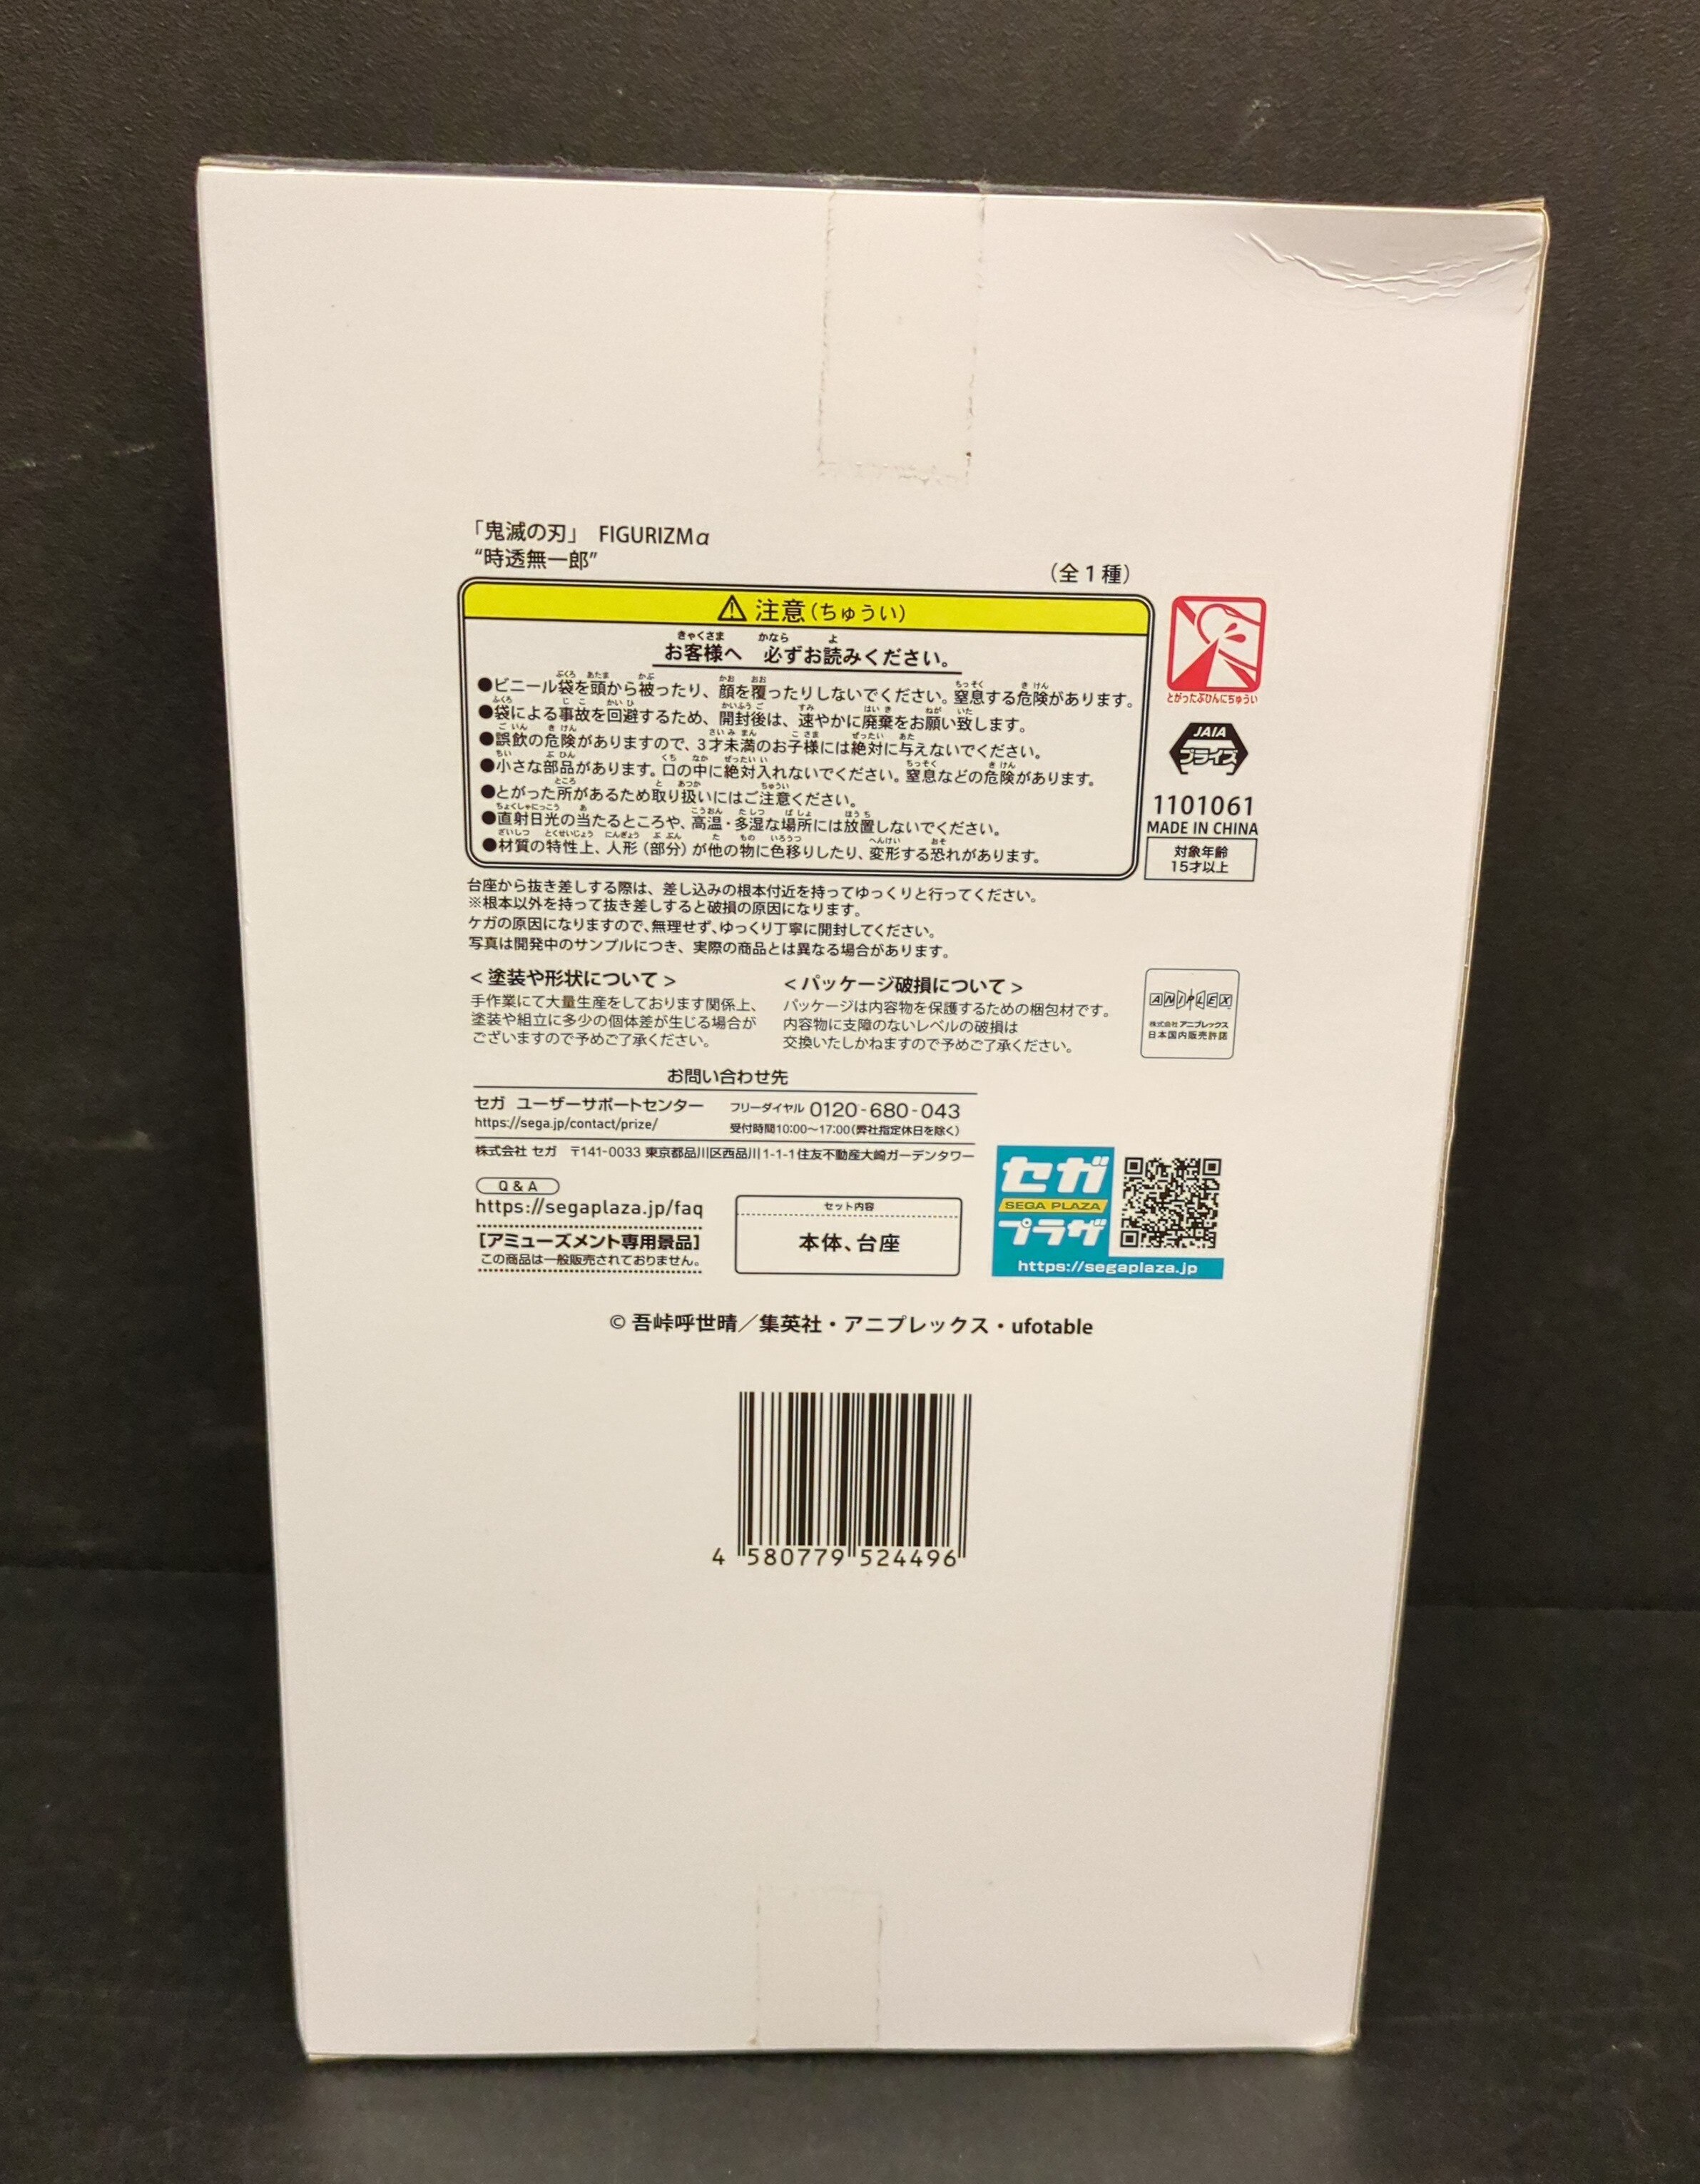 「鬼滅の刃」 FIGURIZMα
“時透無一郎”
（全1種）
注意（ちゅうい）
お客様へ 必ずお読みください。
●ビニール袋を頭から被ったり、顔を覆ったりしないでください。窒息する危険があります。
●袋による事故を回避するため、開封後は、速やかに廃棄をお願い致します。
●誤飲の危険がありますので、3才未満のお子様には絶対に与えないでください。
●小さな部品があります。口の中に絶対入れないでください。窒息などの危険があります。
●とがった所があるため取り扱いにはご注意ください。
●直射日光の当たるところや、高温・多湿な場所には放置しないでください。
●材質の特性上、人形（部分）が他の物に色移りしたり、変形する恐れがあります。
とがったぶひんにちゅうい
JAIA
プライズ
1101061
MADE IN CHINA
対象年齢
15才以上
台座から抜き差しする際は、差し込みの根本付近を持ってゆっくりと行ってください。
※根本以外を持って抜き差しすると破損の原因になります。
ケガの原因になりますので、無理せず、ゆっくり丁寧に開封してください。
写真は開発中のサンプルにつき、実際の商品とは異なる場合があります。
＜塗装や形状について＞
手作業にて大量生産をしております関係上、
塗装や組立に多少の個体差が生じる場合が
ございますので予めご了承ください。
＜パッケージ破損について＞
パッケージは内容物を保護するための梱包材です。
内容物に支障のないレベルの破損は
交換いたしかねますので予めご了承ください。
ANIPLEX
株式会社アニプレックス
日本国内販売許諾
お問い合わせ先
セガ ユーザーサポートセンター
https://sega.jp/contact/prize/
フリーダイヤル 0120-680-043
受付時間10:00～17:00（弊社指定休日を除く）
株式会社 セガ 〒141-0033 東京都品川区西品川1-1-1住友不動産大崎ガーデンタワー
Q & A
https://segaplaza.jp/faq
［アミューズメント専用景品］
この商品は一般販売されておりません。
セット内容
本体、台座
セガ
SEGA PLAZA
プラザ
https://segaplaza.jp
© 吾峠呼世晴／集英社・アニプレックス・ufotable
4 580779 524496